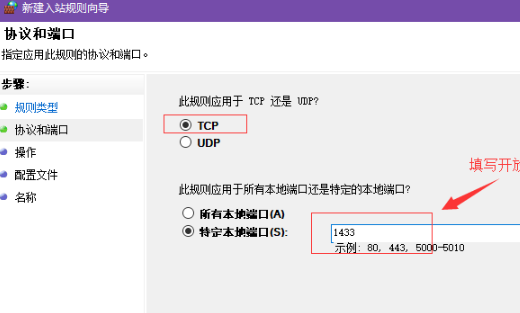 新建入站规则向导
协议和端口
指定应用此规则的协议和端口。
步骤:
规则类型
协议和端口
操作
配置文件
名称
此规则应用于 TCP 还是 UDP?
TCP
UDP
填写开放
此规则应用于所有本地端口还是特定的本地端口?
所有本地端口(A)
特定本地端口(S):
1433
示例: 80, 443, 5000-5010